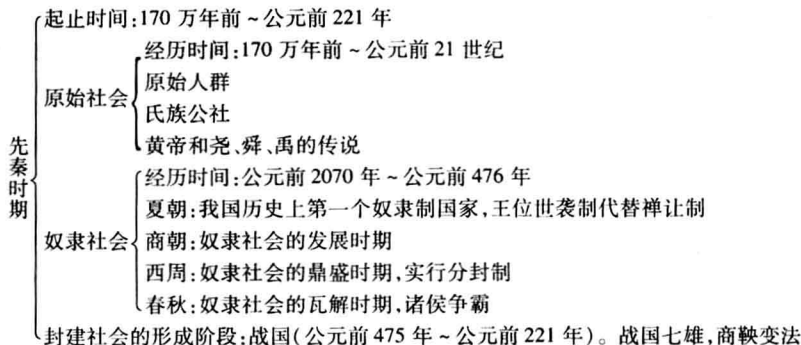 起止时间:170 万年前 ~ 公元前 221 年
经历时间:170 万年前 ~ 公元前 21 世纪
原始社会
原始人群
氏族公社
黄帝和尧、舜、禹的传说
先秦时期
经历时间:公元前 2070 年 ~ 公元前 476 年
夏朝:我国历史上第一个奴隶制国家,王位世袭制代替禅让制
奴隶社会
商朝:奴隶社会的发展时期
西周:奴隶社会的鼎盛时期,实行分封制
春秋:奴隶社会的瓦解时期,诸侯争霸
封建社会的形成阶段:战国(公元前 475 年 ~ 公元前 221 年)。战国七雄,商鞅变法